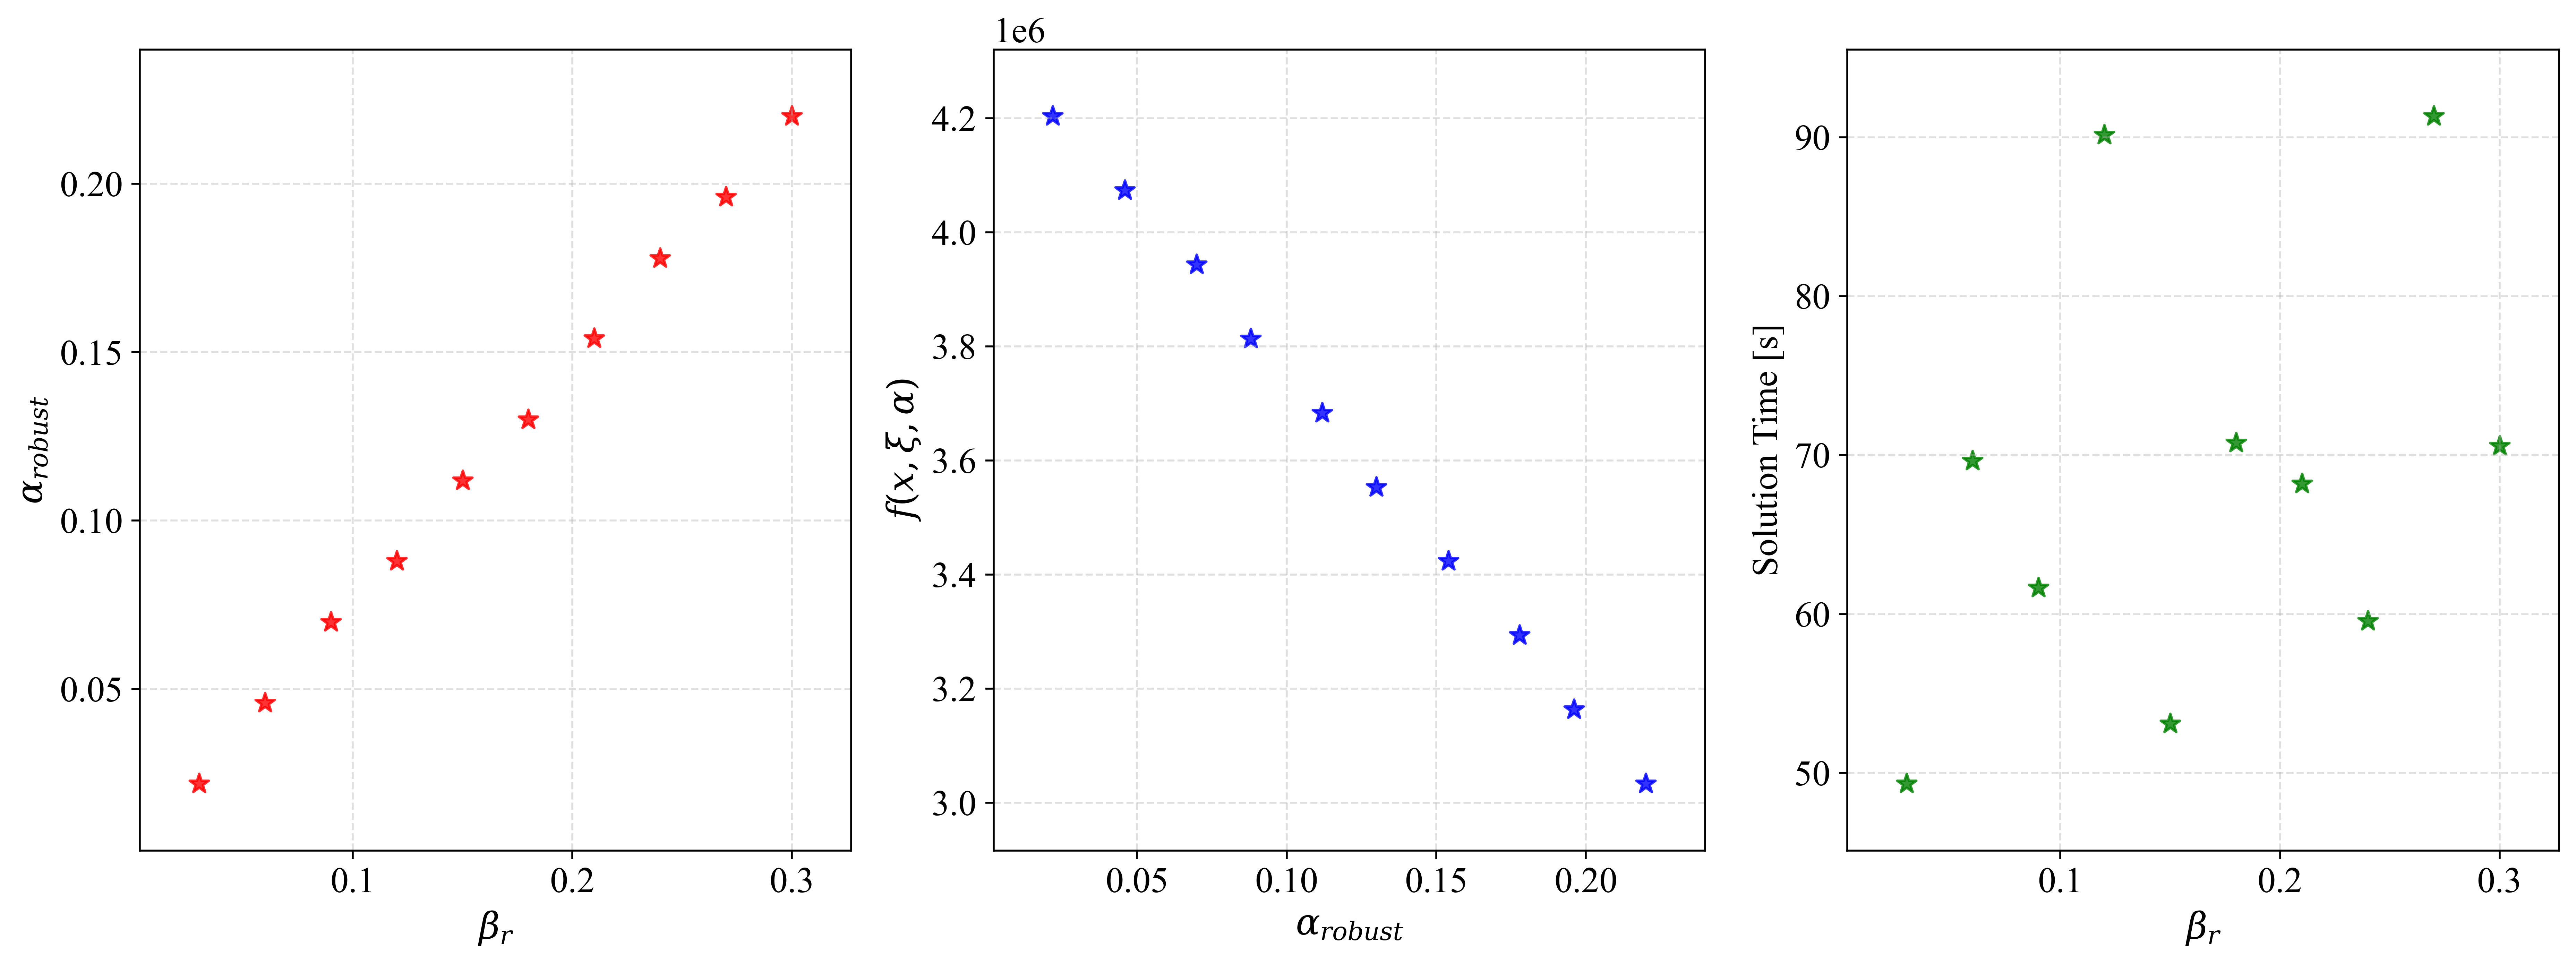 0.20
0.15
0.10
0.05
α_robust
0.1 0.2 0.3
β_r
1e6
4.2
4.0
3.8
3.6
3.4
3.2
3.0
f(x, ξ, α)
0.05 0.10 0.15 0.20
α_robust
90
80
70
60
50
Solution Time [s]
0.1 0.2 0.3
β_r